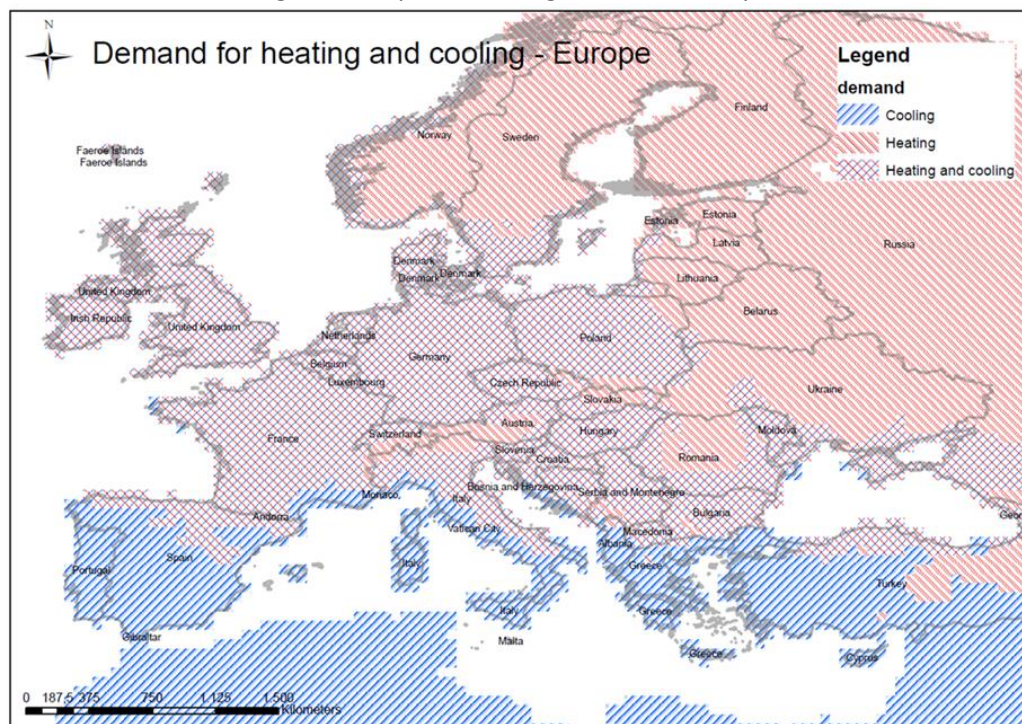 N
Demand for heating and cooling - Europe
Legend
demand
Cooling
Heating
Heating and cooling
Finland
Norway
Sweden
Faeroe Islands
Faeroe Islands
Estonia
Estonia
Russia
Latvia
Denmark
Denmark
Denmark
Lithuania
United Kingdom
Irish Republic
United Kingdom
Belarus
Netherlands
Poland
Germany
Belgium
Luxembourg
Czech Republic
Ukraine
Slovakia
Austria
Moldova
Switzerland
Hungary
France
Slovenia
Croatia
Romania
Bosnia and Herzegovina
Serbia and Montenegro
Monaco,
Italy
Bulgaria
Andorra
Geor
Vatican City
Macedonia
Albania
Spain
Italy
Greece
Portugal
Turkey
Italy
Greece
Gibraltar
Malta
Greece
Cyprus
0 187,5 375 750 1.125 1.500
Kilometers